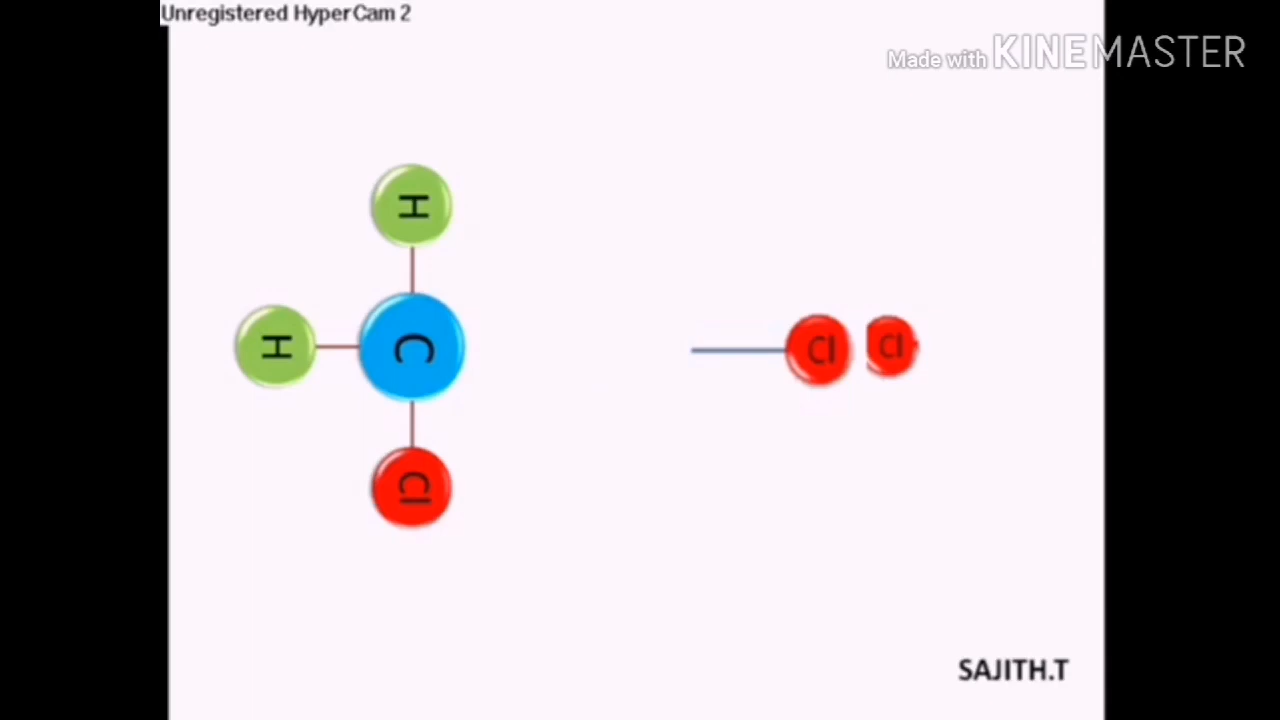 Unregistered HyperCam 2
Made with KINEMASTER
H
H
C
Cl
Cl
Cl
SAJITH.T